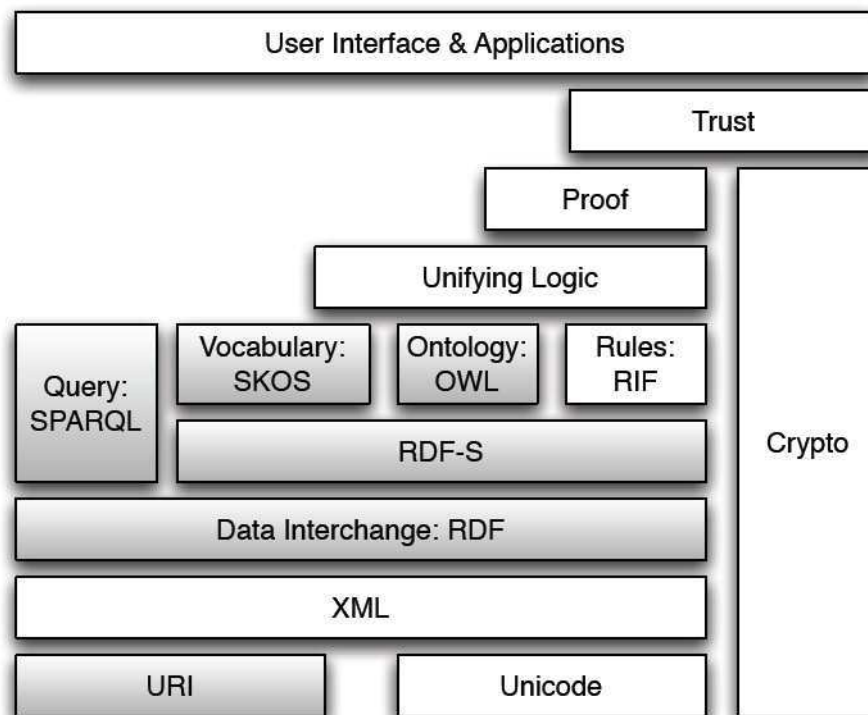 User Interface & Applications
Trust
Proof
Unifying Logic
Vocabulary:
SKOS
Ontology:
OWL
Rules:
RIF
Query:
SPARQL
Crypto
RDF-S
Data Interchange: RDF
XML
URI
Unicode